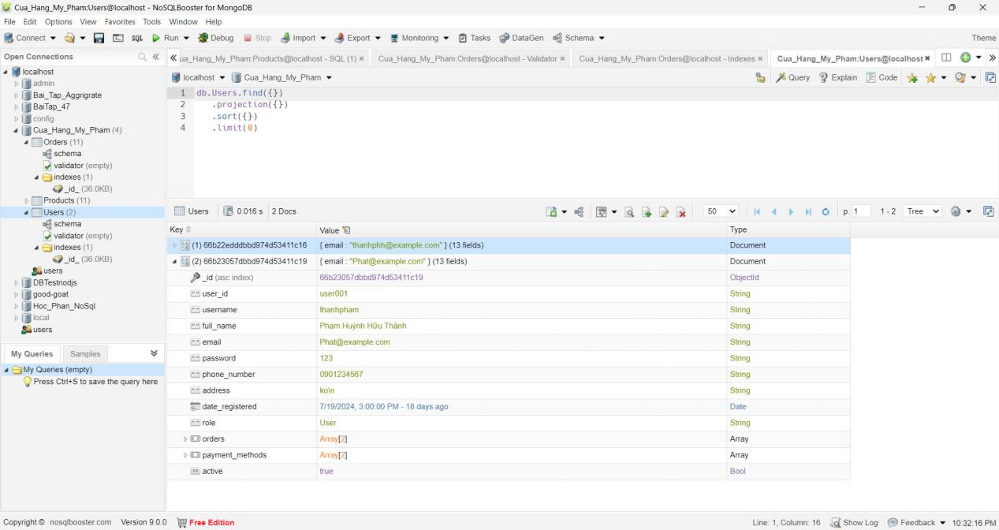 Cua_Hang_My_Pham:Users@localhost - NoSQLBooster for MongoDB
File Edit Options View Favorites Tools Window Help
Connect SQL Run Debug Stop Import Export Monitoring Tasks DataGen Schema Theme
Open Connections
ua_Hang_My_Pham:Products@localhost - SQL (1) Cua_Hang_My_Pham:Orders@localhost - Validator Cua_Hang_My_Pham:Orders@localhost - Indexes Cua_Hang_My_Pham:Users@localhost
localhost
admin
Bai_Tap_Aggrigrate
BaiTap_47
config
Cua_Hang_My_Pham (4)
Orders (11)
schema
validator (empty)
indexes (1)
_id_ (36.0KB)
Products (11)
Users (2)
schema
validator (empty)
indexes (1)
_id_ (36.0KB)
users
DBTestnodjs
good-goat
Hoc_Phan_NoSql
local
users
My Queries Samples
My Queries (empty)
Press Ctrl+S to save the query here
localhost Cua_Hang_My_Pham Query Explain Code
1 db.Users.find({})
2 .projection({})
3 .sort({})
4 .limit(0)
Users 0.016 s 2 Docs 50 p. 1 1 - 2 Tree
Key Value Type
(1) 66b22edddbbd974d53411c16 { email : "thanhphh@example.com" } (13 fields) Document
(2) 66b23057dbbd974d53411c19 { email : "Phat@example.com" } (13 fields) Document
_id (asc index) 66b23057dbbd974d53411c19 ObjectId
user_id user001 String
username thanhpham String
full_name Phạm Huỳnh Hữu Thành String
email Phat@example.com String
password 123 String
phone_number 0901234567 String
address ko\n String
date_registered 7/19/2024, 3:00:00 PM - 18 days ago Date
role User String
orders Array[2] Array
payment_methods Array[2] Array
active true Bool
Copyright © nosqlbooster.com Version 9.0.0 Free Edition Line: 1, Column: 16 Show Log Feedback 10:32:16 PM